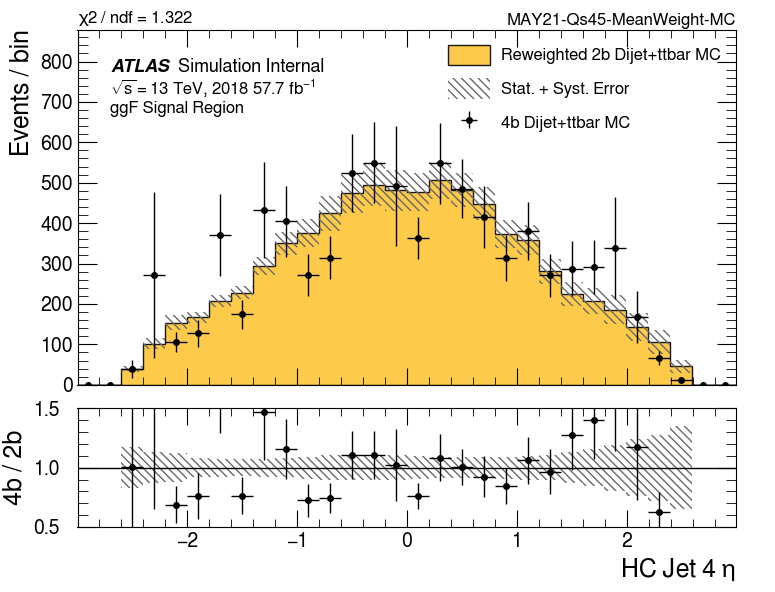 χ2 / ndf = 1.322
MAY21-Qs45-MeanWeight-MC
ATLAS Simulation Internal
√s = 13 TeV, 2018 57.7 fb⁻¹
ggF Signal Region
Reweighted 2b Dijet+ttbar MC
Stat. + Syst. Error
4b Dijet+ttbar MC
Events / bin
800
700
600
500
400
300
200
100
0
4b / 2b
1.5
1.0
0.5
−2 −1 0 1 2
HC Jet 4 η